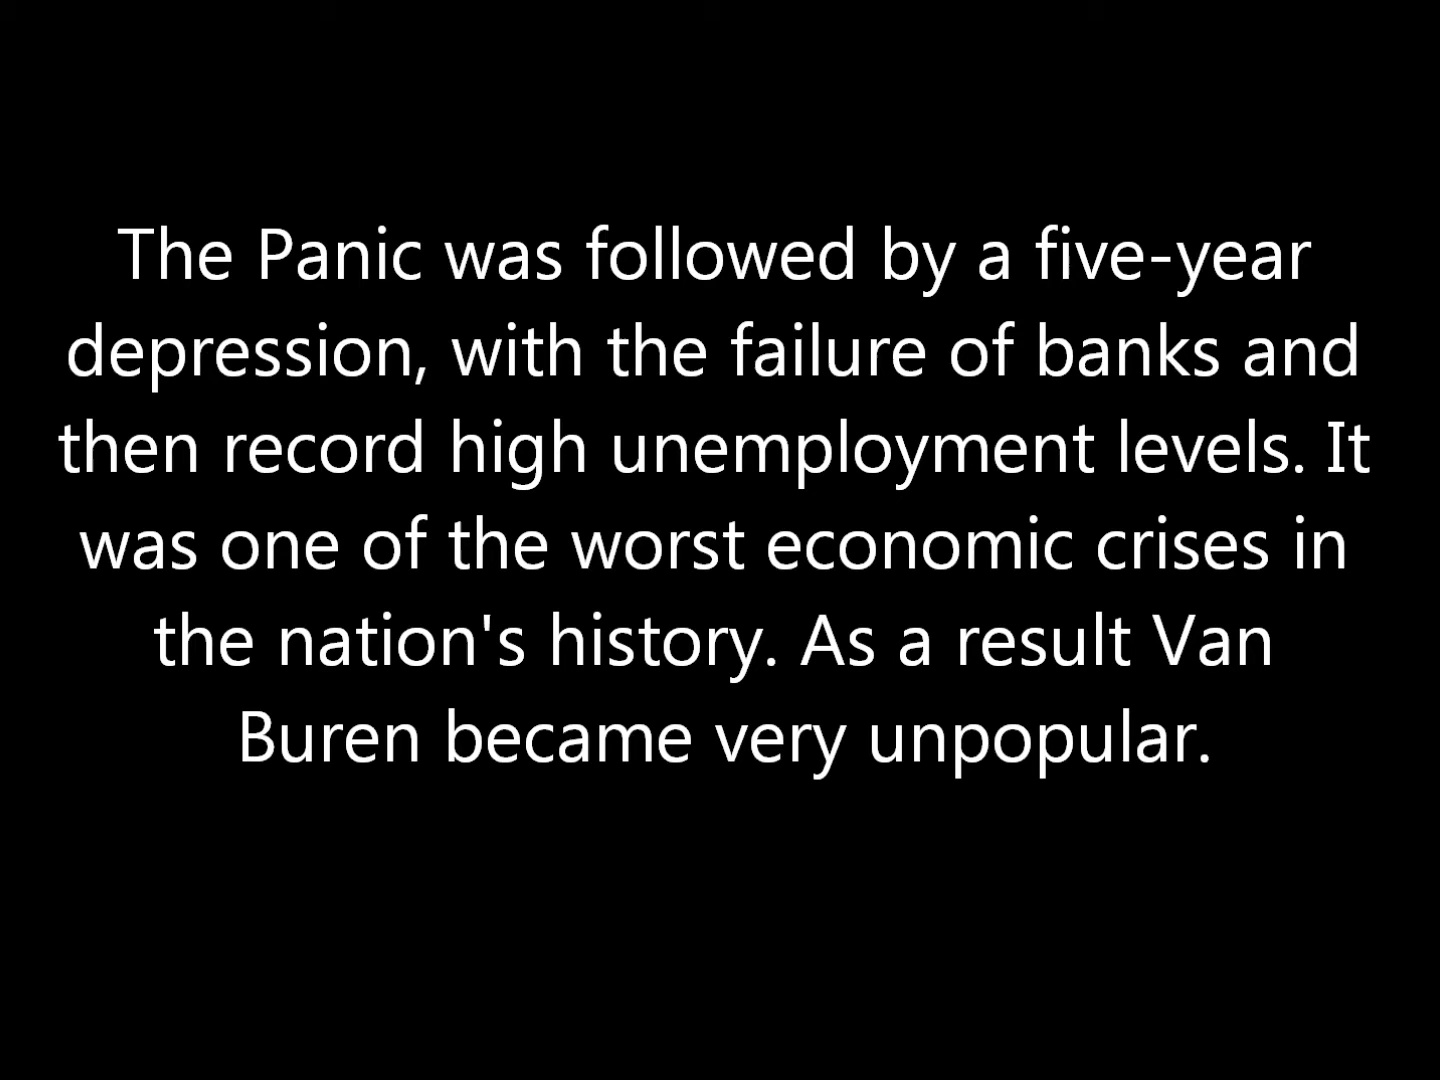 The Panic was followed by a five-year
depression, with the failure of banks and
then record high unemployment levels. It
was one of the worst economic crises in
the nation's history. As a result Van
Buren became very unpopular.